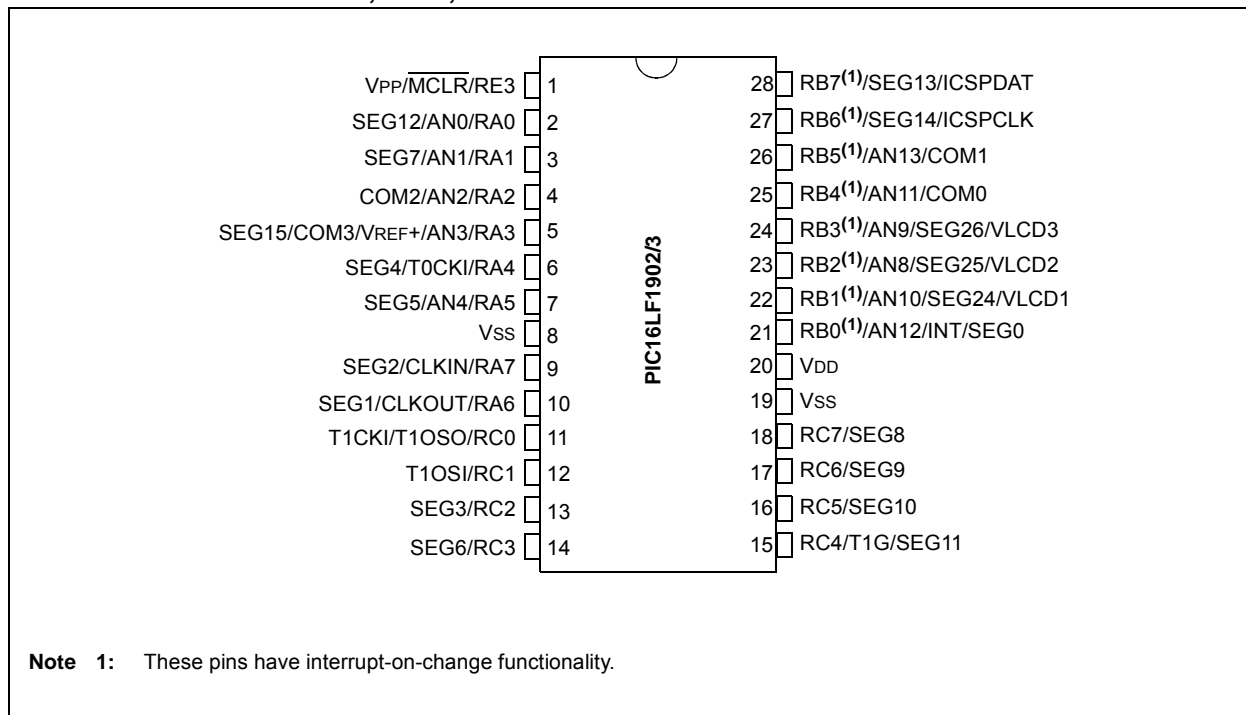 VPP/MCLR/RE3 1
SEG12/AN0/RA0 2
SEG7/AN1/RA1 3
COM2/AN2/RA2 4
SEG15/COM3/VREF+/AN3/RA3 5
SEG4/T0CKI/RA4 6
SEG5/AN4/RA5 7
VSS 8
SEG2/CLKIN/RA7 9
SEG1/CLKOUT/RA6 10
T1CKI/T1OSO/RC0 11
T1OSI/RC1 12
SEG3/RC2 13
SEG6/RC3 14
PIC16LF1902/3
28 RB7(1)/SEG13/ICSPDAT
27 RB6(1)/SEG14/ICSPCLK
26 RB5(1)/AN13/COM1
25 RB4(1)/AN11/COM0
24 RB3(1)/AN9/SEG26/VLCD3
23 RB2(1)/AN8/SEG25/VLCD2
22 RB1(1)/AN10/SEG24/VLCD1
21 RB0(1)/AN12/INT/SEG0
20 VDD
19 VSS
18 RC7/SEG8
17 RC6/SEG9
16 RC5/SEG10
15 RC4/T1G/SEG11
Note 1: These pins have interrupt-on-change functionality.